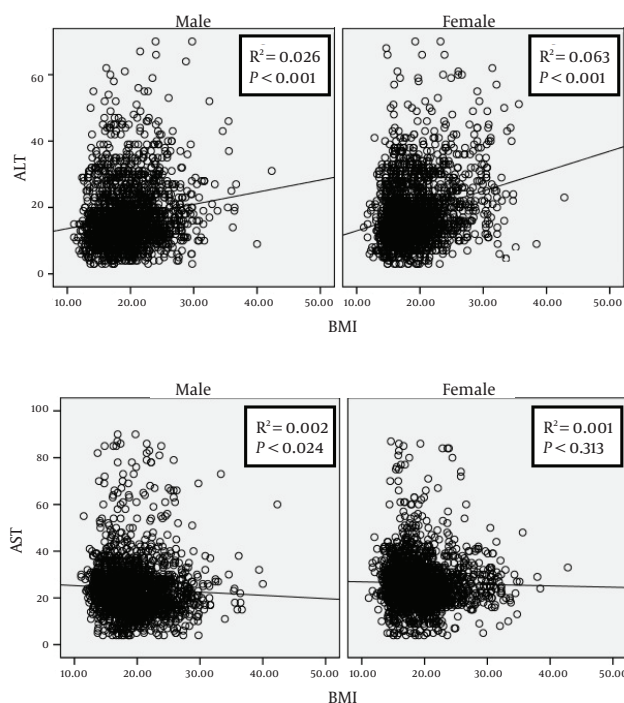 Male
Female
R² = 0.026
P < 0.001
R² = 0.063
P < 0.001
ALT
60
40
20
0
10.00 20.00 30.00 40.00 50.00
10.00 20.00 30.00 40.00 50.00
BMI
Male
Female
R² = 0.002
P < 0.024
R² = 0.001
P < 0.313
AST
100
80
60
40
20
0
10.00 20.00 30.00 40.00 50.00
10.00 20.00 30.00 40.00 50.00
BMI